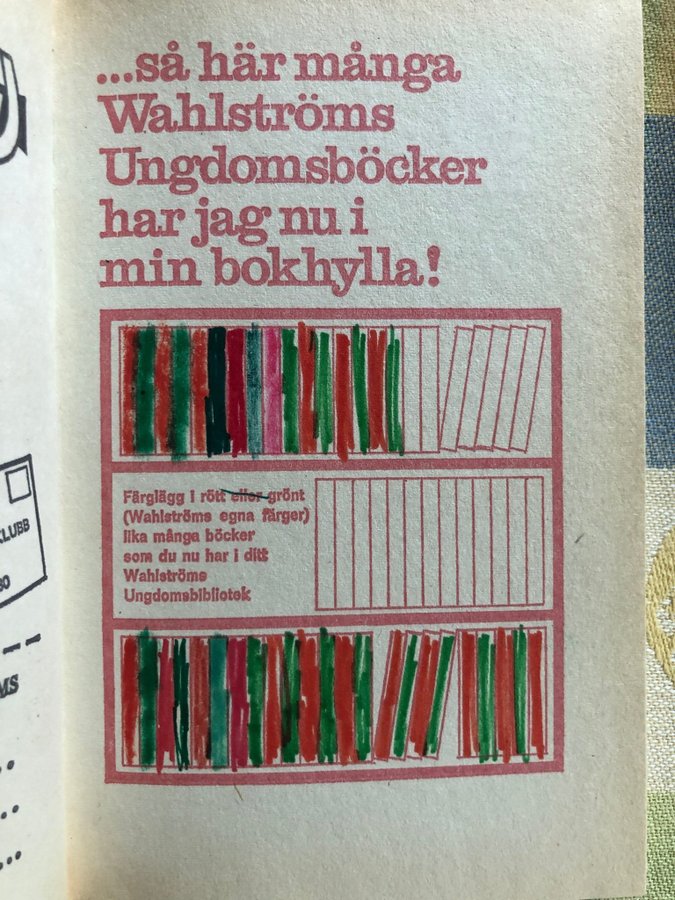 ...så här många
Wahlströms
Ungdomsböcker
har jag nu i
min bokhylla!
Färglägg i rött eller grönt
(Wahlströms egna färger)
lika många böcker
som du nu har i ditt
Wahlströms
Ungdomsbibliotek
KLUBB